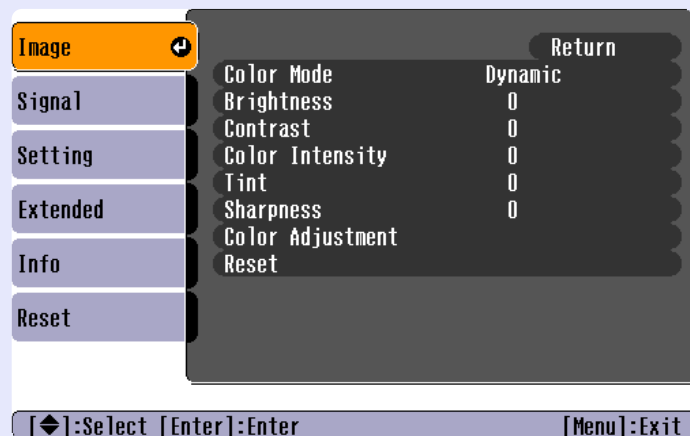 Image
Signal
Setting
Extended
Info
Reset
Return
Color Mode Dynamic
Brightness 0
Contrast 0
Color Intensity 0
Tint 0
Sharpness 0
Color Adjustment
Reset
[◆]:Select [Enter]:Enter [Menu]:Exit